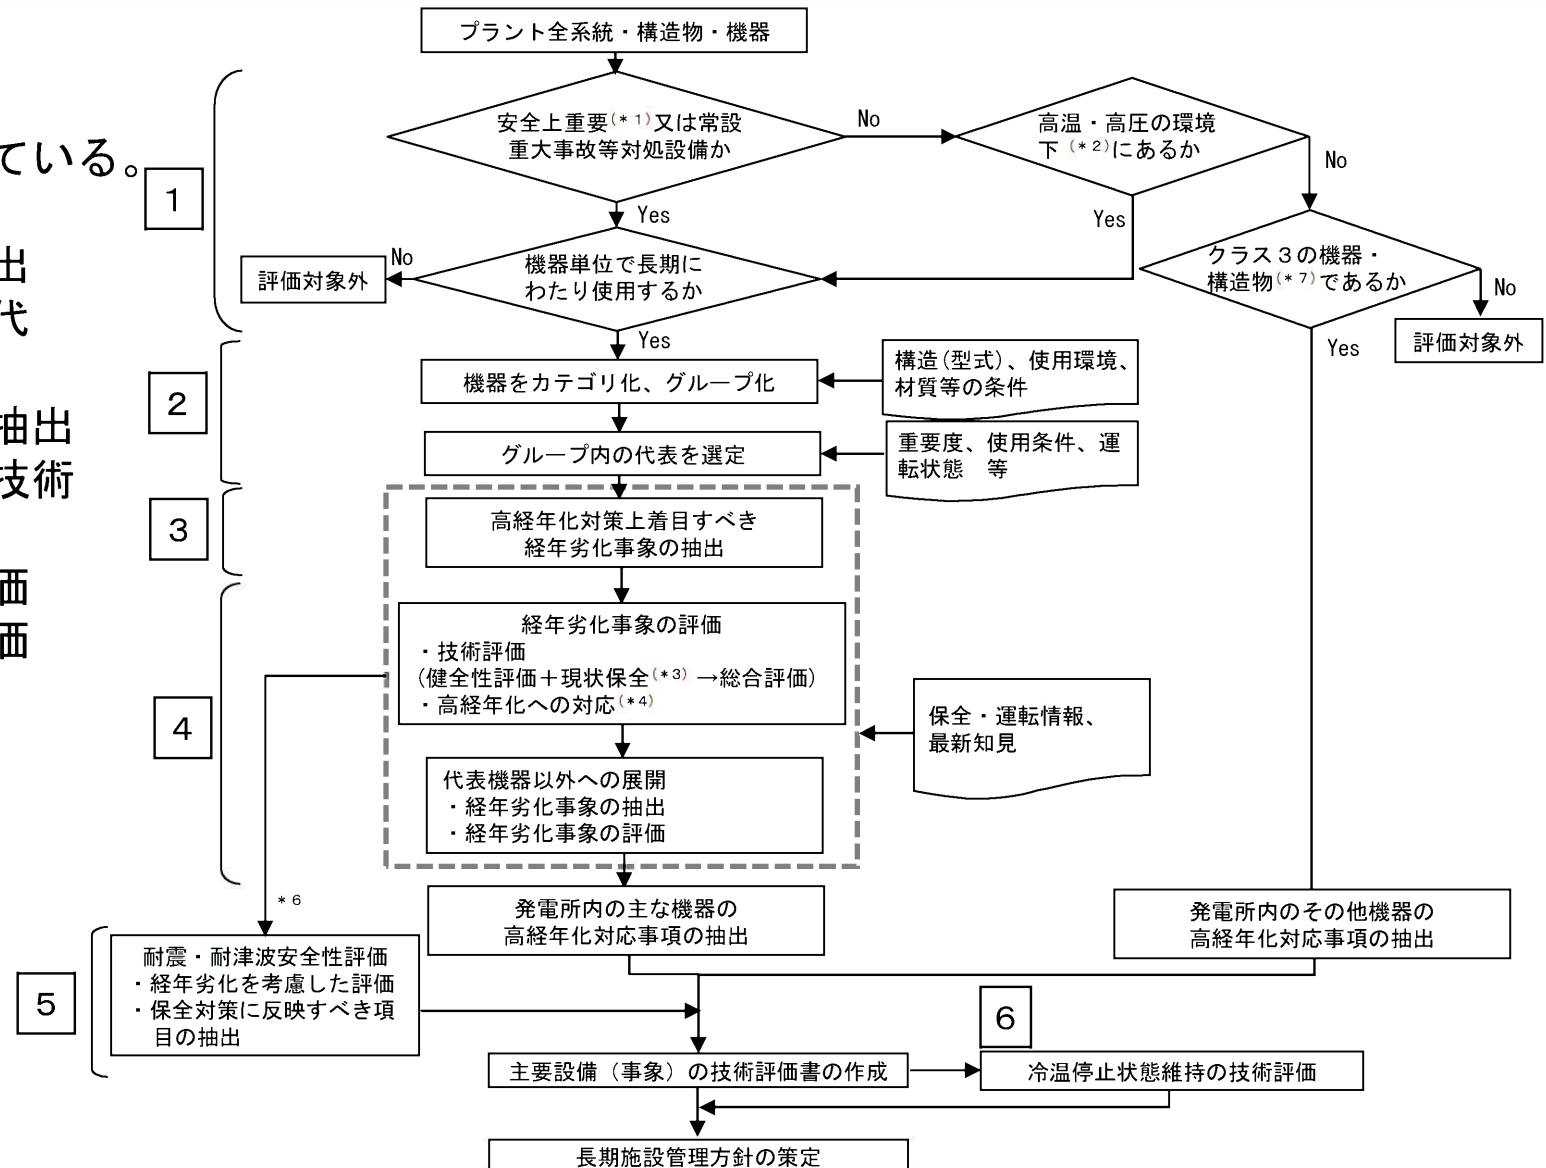 プラント全系統・構造物・機器
安全上重要(*1)又は常設
重大事故等対処設備か
No
高温・高圧の環境
下(*2)にあるか
No
Yes
Yes
クラス3の機器・
構造物(*7)であるか
No
評価対象外
Yes
機器単位で長期に
わたり使用するか
No
評価対象外
Yes
ている。
1
出
代
抽出
技術
価
価
2
機器をカテゴリ化、グループ化
構造(型式)、使用環境、
材質等の条件
グループ内の代表を選定
重要度、使用条件、運
転状態 等
3
高経年化対策上着目すべき
経年劣化事象の抽出
4
経年劣化事象の評価
・技術評価
(健全性評価+現状保全(*3)→総合評価)
・高経年化への対応(*4)
保全・運転情報、
最新知見
代表機器以外への展開
・経年劣化事象の抽出
・経年劣化事象の評価
*6
発電所内の主な機器の
高経年化対応事項の抽出
発電所内のその他機器の
高経年化対応事項の抽出
5
耐震・耐津波安全性評価
・経年劣化を考慮した評価
・保全対策に反映すべき項
目の抽出
6
主要設備（事象）の技術評価書の作成
冷温停止状態維持の技術評価
長期施設管理方針の策定